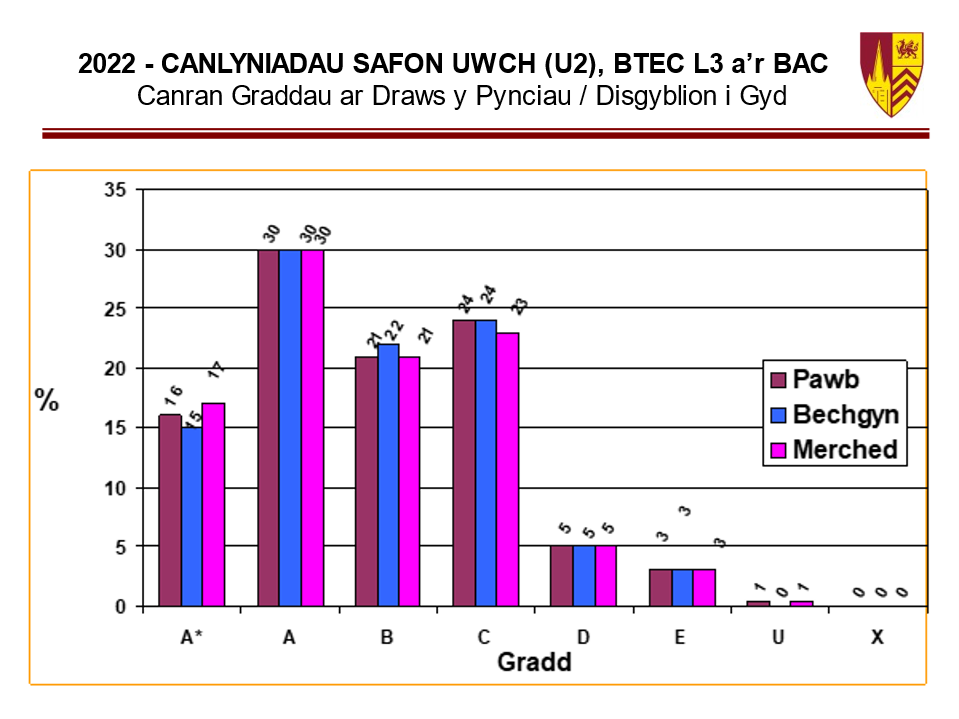 2022 - CANLYNIADAU SAFON UWCH (U2), BTEC L3 a’r BAC
Canran Graddau ar Draws y Pynciau / Disgyblion i Gyd
35
30
25
20
15
10
5
0
%
16
15
17
30
30
30
21
22
21
24
24
23
5
5
5
3
3
3
1
0
1
0
0
0
A*
A
B
C
D
E
U
X
Gradd
Pawb
Bechgyn
Merched